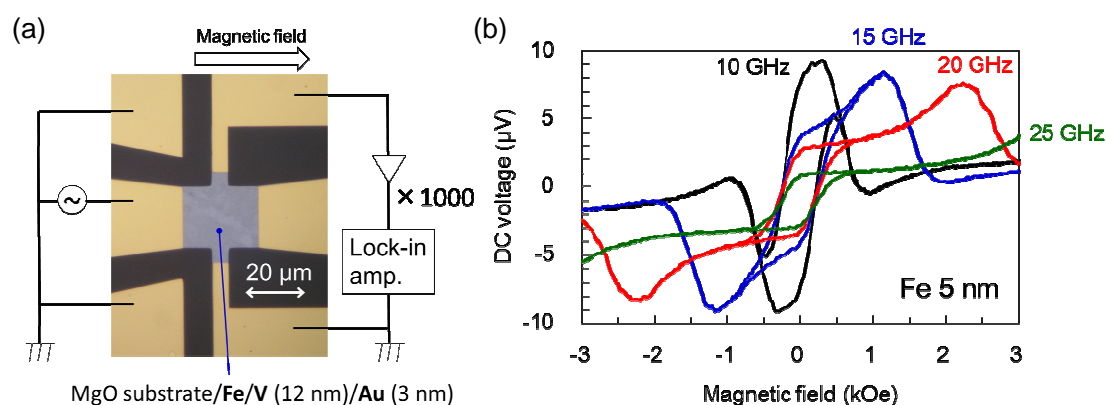 (a)
Magnetic field
~
× 1000
Lock-in
amp.
20 μm
MgO substrate/Fe/V (12 nm)/Au (3 nm)
(b)
DC voltage (μV)
10
5
0
-5
-10
10 GHz
15 GHz
20 GHz
25 GHz
Fe 5 nm
-3 -2 -1 0 1 2 3
Magnetic field (kOe)